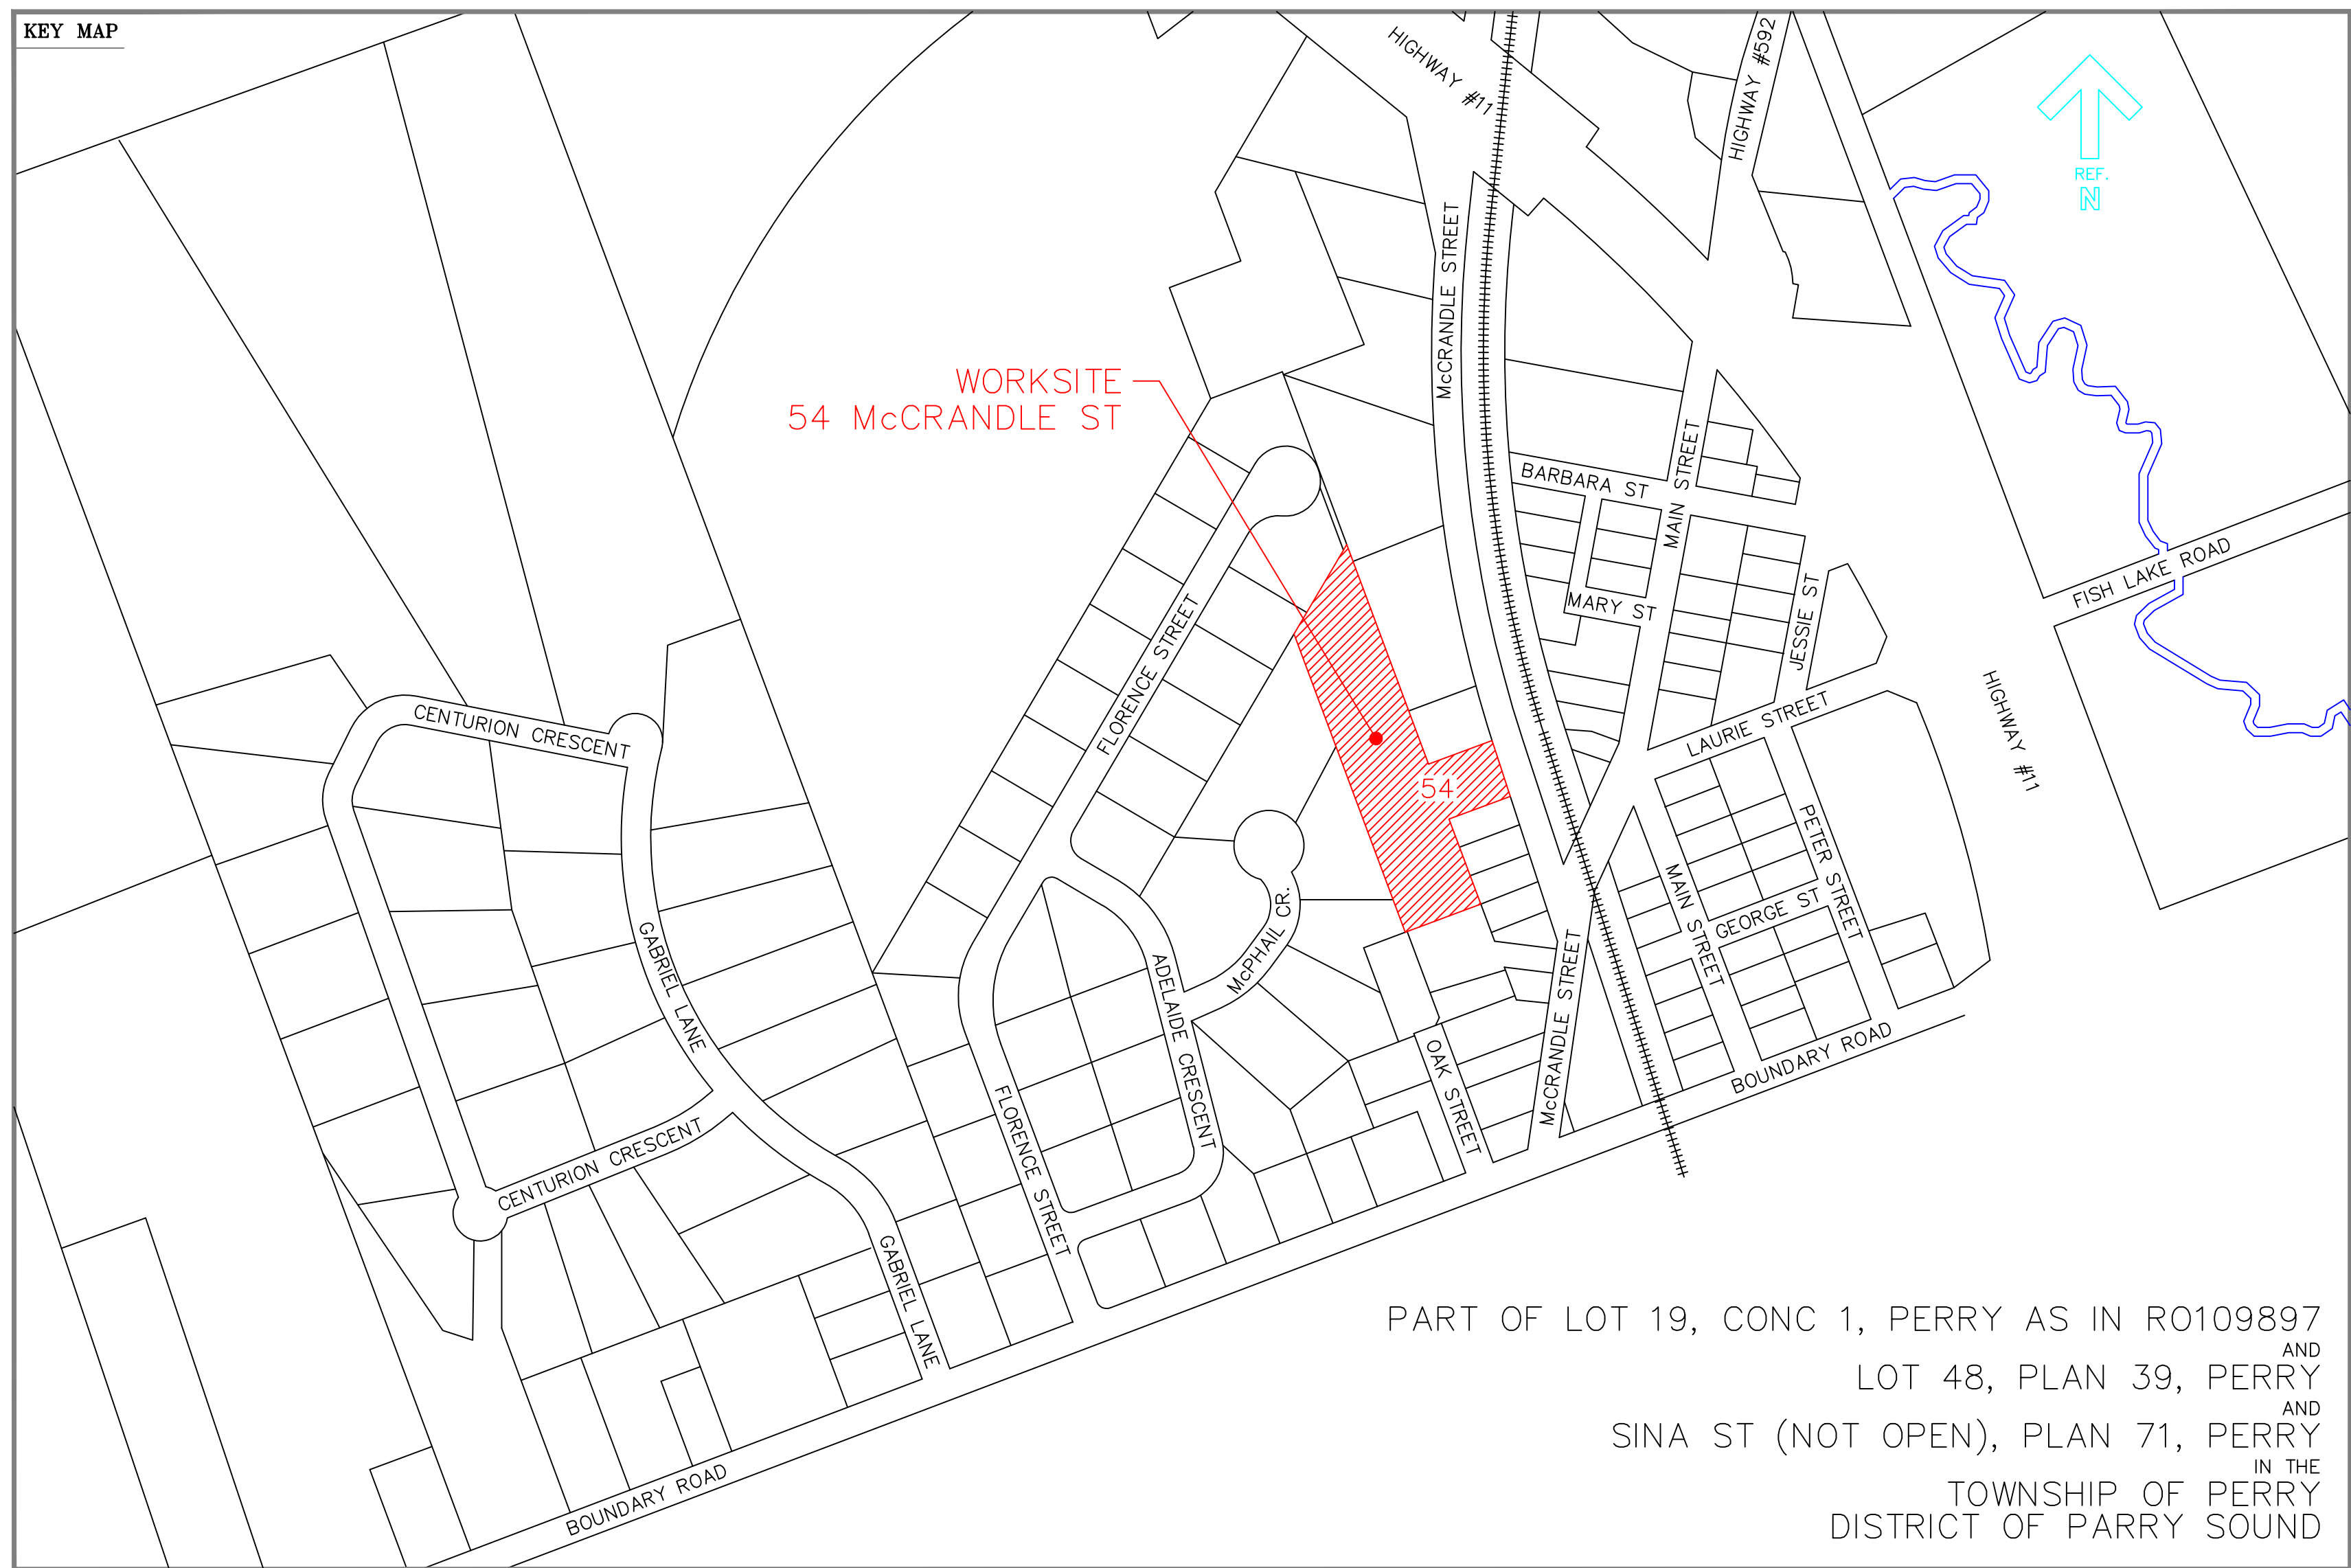 KEY MAP
HIGHWAY #11
HIGHWAY #592
REF.
N
McCRANDLE STREET
WORKSITE
54 McCRANDLE ST
BARBARA ST
MAIN STREET
FISH LAKE ROAD
MARY ST
JESSIE ST
FLORENCE STREET
HIGHWAY #11
CENTURION CRESCENT
LAURIE STREET
54
PETER STREET
MAIN STREET
GEORGE ST
McPHAIL CR.
GABRIEL LANE
ADELAIDE CRESCENT
McCRANDLE STREET
OAK STREET
BOUNDARY ROAD
FLORENCE STREET
CENTURION CRESCENT
GABRIEL LANE
BOUNDARY ROAD
PART OF LOT 19, CONC 1, PERRY AS IN RO109897
AND
LOT 48, PLAN 39, PERRY
AND
SINA ST (NOT OPEN), PLAN 71, PERRY
IN THE
TOWNSHIP OF PERRY
DISTRICT OF PARRY SOUND